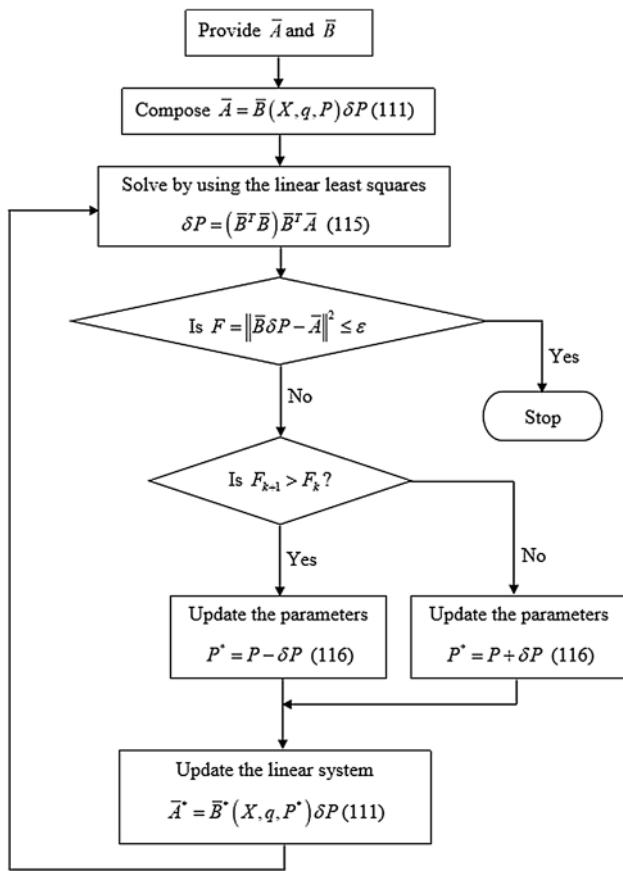 Provide A̅ and B̅
Compose A̅ = B̅(X, q, P)δP (111)
Solve by using the linear least squares
δP = (B̅ᵀB̅)B̅ᵀA̅ (115)
Is F = ‖B̅δP − A̅‖² ≤ ε
Yes
Stop
No
Is Fₖ₊₁ > Fₖ?
Yes
No
Update the parameters
P* = P − δP (116)
Update the parameters
P* = P + δP (116)
Update the linear system
A̅* = B̅*(X, q, P*)δP (111)